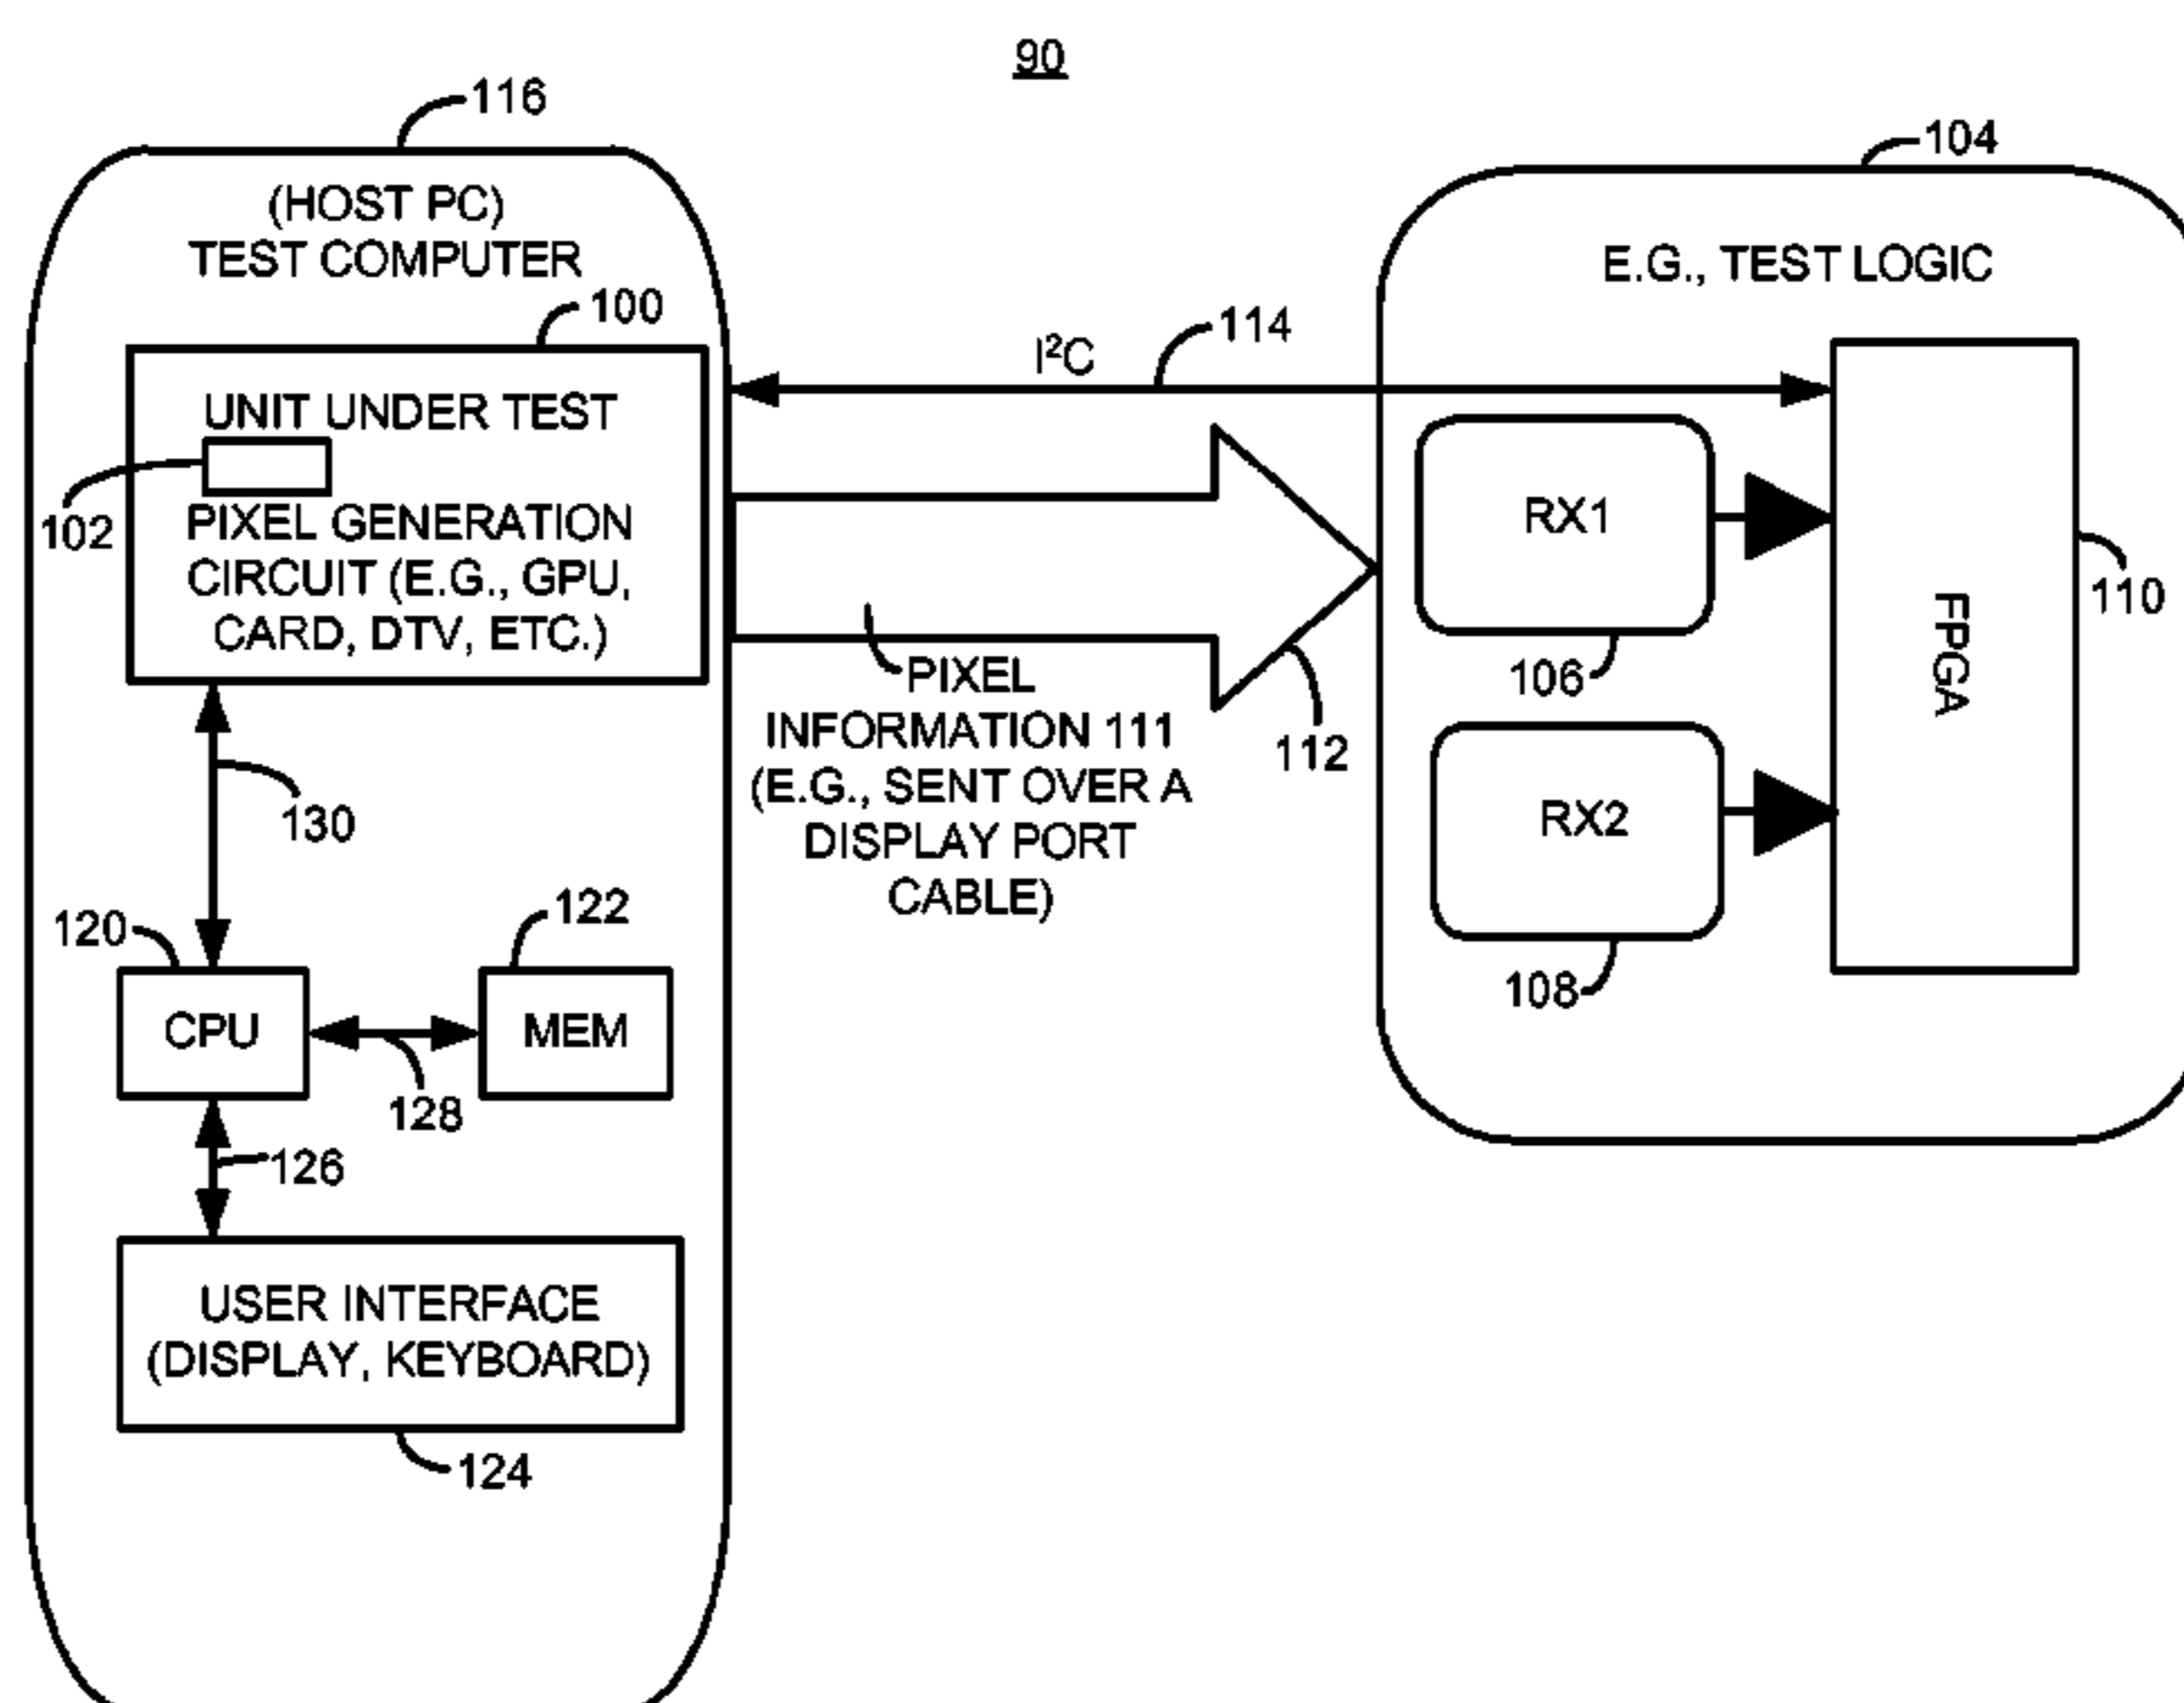 90
116
(HOST PC)
TEST COMPUTER
100
UNIT UNDER TEST
102
PIXEL GENERATION
CIRCUIT (E.G., GPU,
CARD, DTV, ETC.)
130
120
CPU
122
MEM
128
126
USER INTERFACE
(DISPLAY, KEYBOARD)
124
I²C
114
PIXEL
INFORMATION 111
(E.G., SENT OVER A
DISPLAY PORT
CABLE)
112
104
E.G., TEST LOGIC
RX1
106
RX2
108
FPGA
110